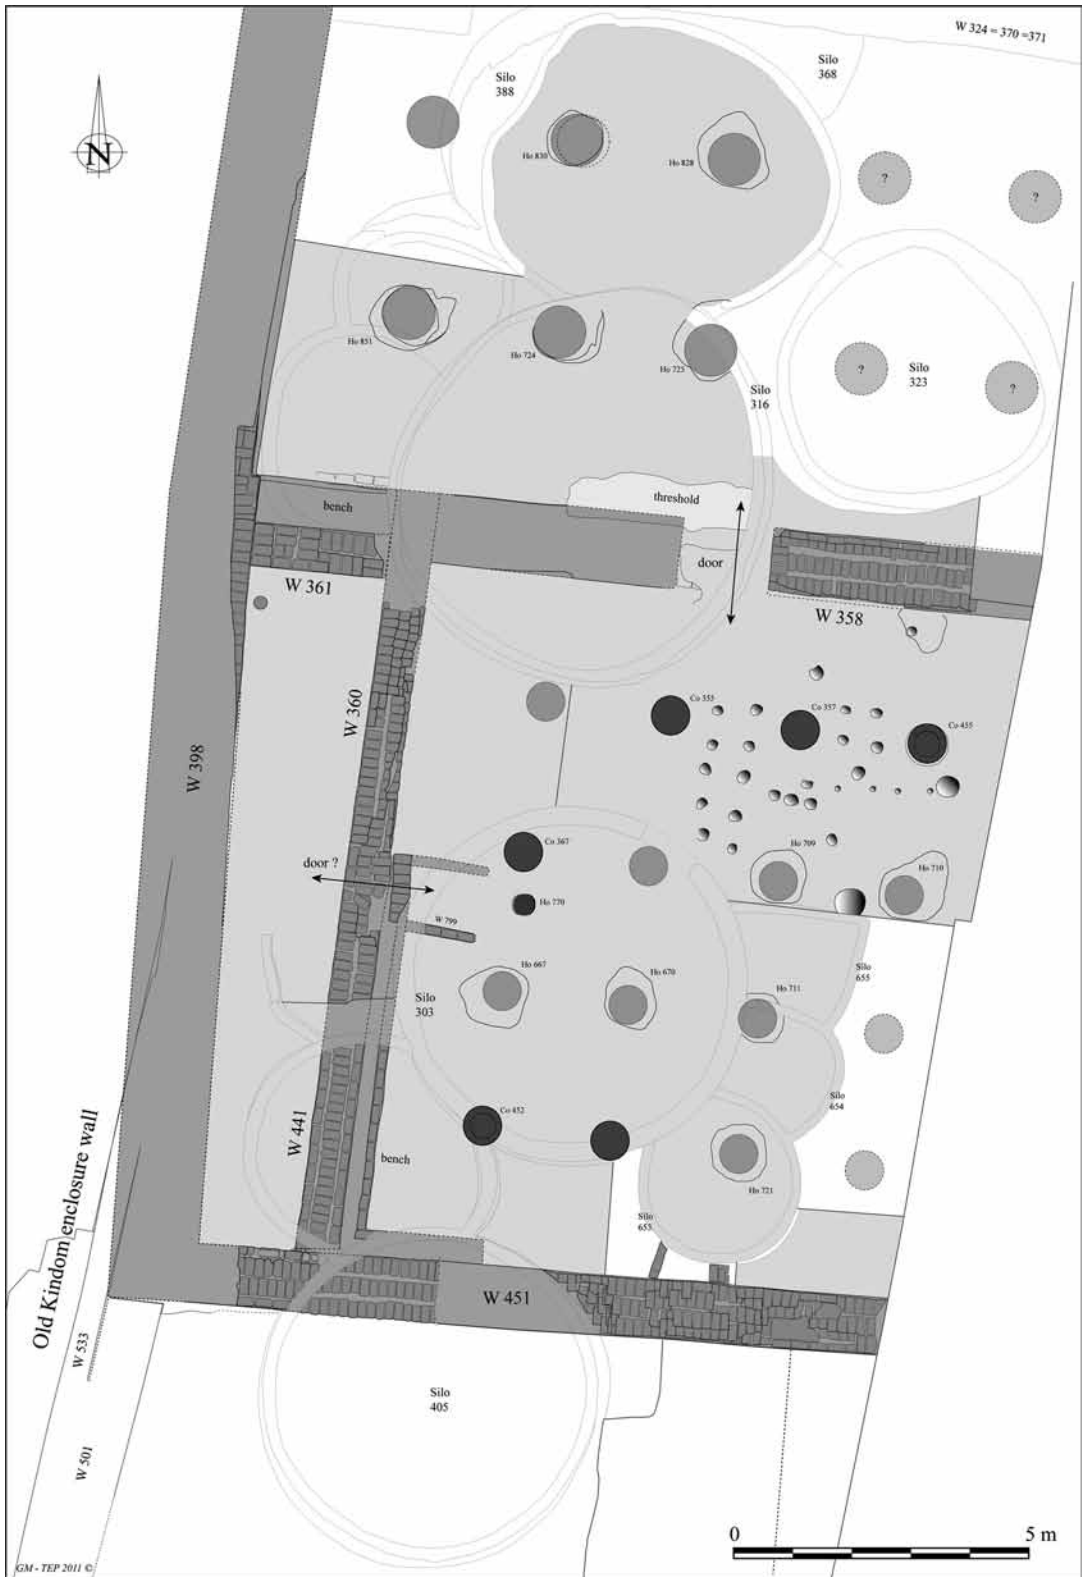 W 324 = 370 =371
Silo
388
Silo
368
N
Ho 830
Ho 828
?
?
Ho 851
Ho 724
Ho 725
?
Silo
323
?
Silo
316
threshold
bench
door
W 361
W 358
W 360
Co 355
Co 357
Co 435
W 398
Co 367
Ho 709
Ho 710
door ?
Ho 770
W 799
Ho 667
Ho 670
Silo
655
Silo
303
Ho 711
Silo
654
Co 452
W 441
bench
Ho 721
Silo
653
Old Kindom enclosure wall
W 451
W 533
Silo
405
W 501
0
5 m
GM - TEP 2011 ©